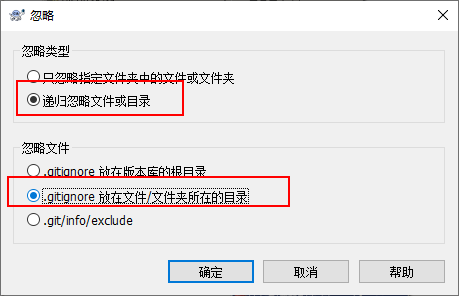 忽略
忽略类型
只忽略指定文件夹中的文件或文件夹
递归忽略文件或目录
忽略文件
.gitignore 放在版本库的根目录
.gitignore 放在文件/文件夹所在的目录
.git/info/exclude
确定
取消
帮助